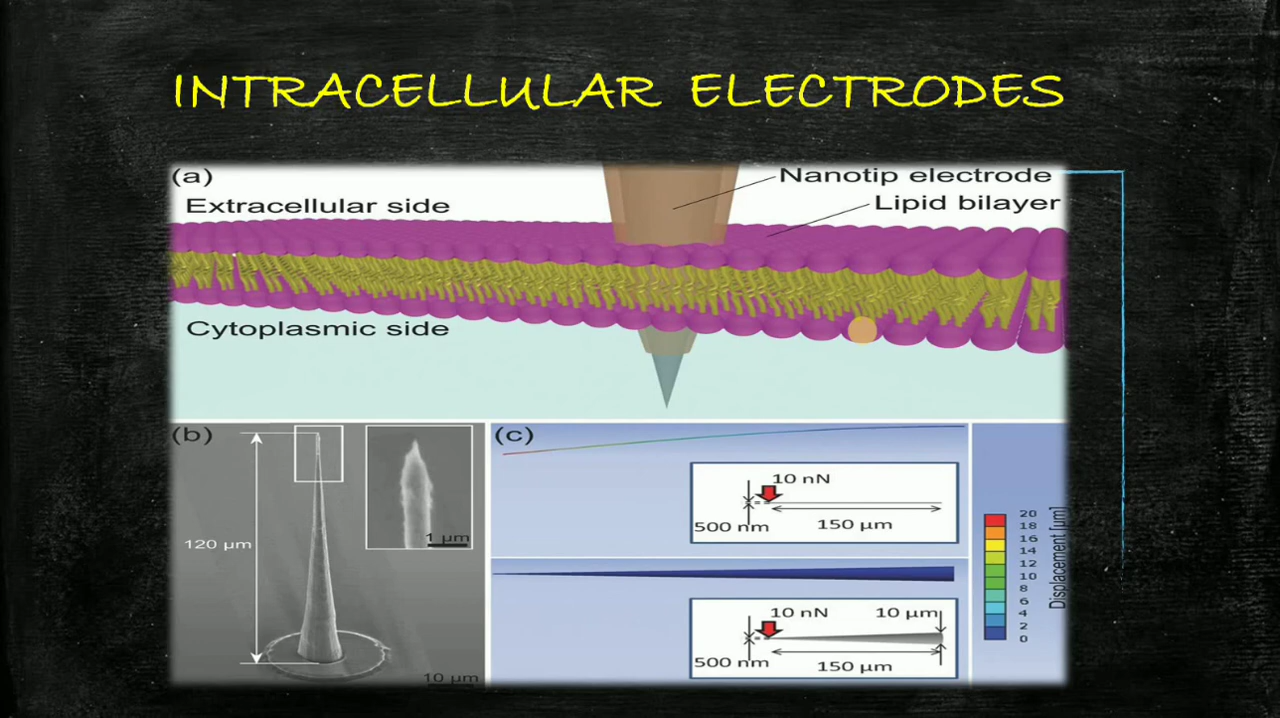 INTRACELLULAR ELECTRODES
(a)
Nanotip electrode
Extracellular side
Lipid bilayer
Cytoplasmic side
(b)
120 μm
1 μm
10 μm
(c)
10 nN
500 nm
150 μm
10 nN
10 μm
500 nm
150 μm
20
18
16
14
12
10
8
6
4
2
0
Displacement [μm]